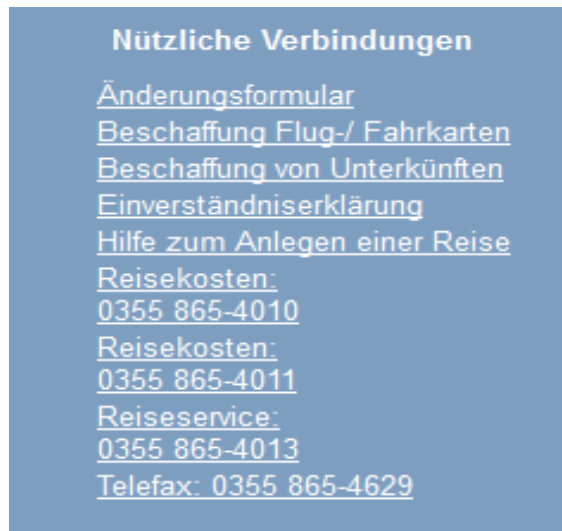 Nützliche Verbindungen
Änderungsformular
Beschaffung Flug-/ Fahrkarten
Beschaffung von Unterkünften
Einverständniserklärung
Hilfe zum Anlegen einer Reise
Reisekosten:
0355 865-4010
Reisekosten:
0355 865-4011
Reiseservice:
0355 865-4013
Telefax: 0355 865-4629